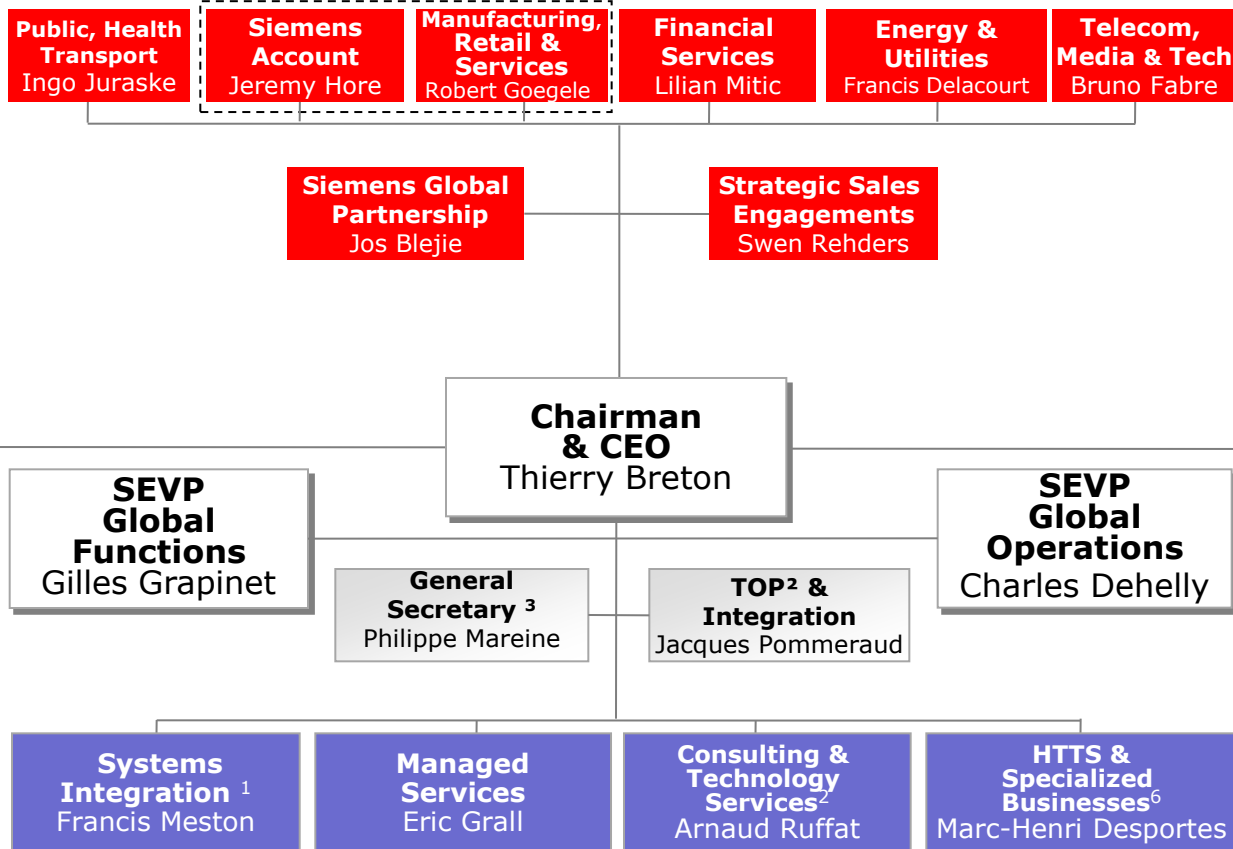 Public, Health
Transport
Ingo Juraske
Siemens
Account
Jeremy Hore
Manufacturing,
Retail &
Services
Robert Goegele
Financial
Services
Lilian Mitic
Energy &
Utilities
Francis Delacourt
Telecom,
Media & Tech
Bruno Fabre
Siemens Global
Partnership
Jos Blejie
Strategic Sales
Engagements
Swen Rehders
Chairman
& CEO
Thierry Breton
SEVP
Global
Functions
Gilles Grapinet
SEVP
Global
Operations
Charles Dehelly
General
Secretary ³
Philippe Mareine
TOP² &
Integration
Jacques Pommeraud
Systems
Integration ¹
Francis Meston
Managed
Services
Eric Grall
Consulting &
Technology
Services²
Arnaud Ruffat
HTTS &
Specialized
Businesses⁶
Marc-Henri Desportes